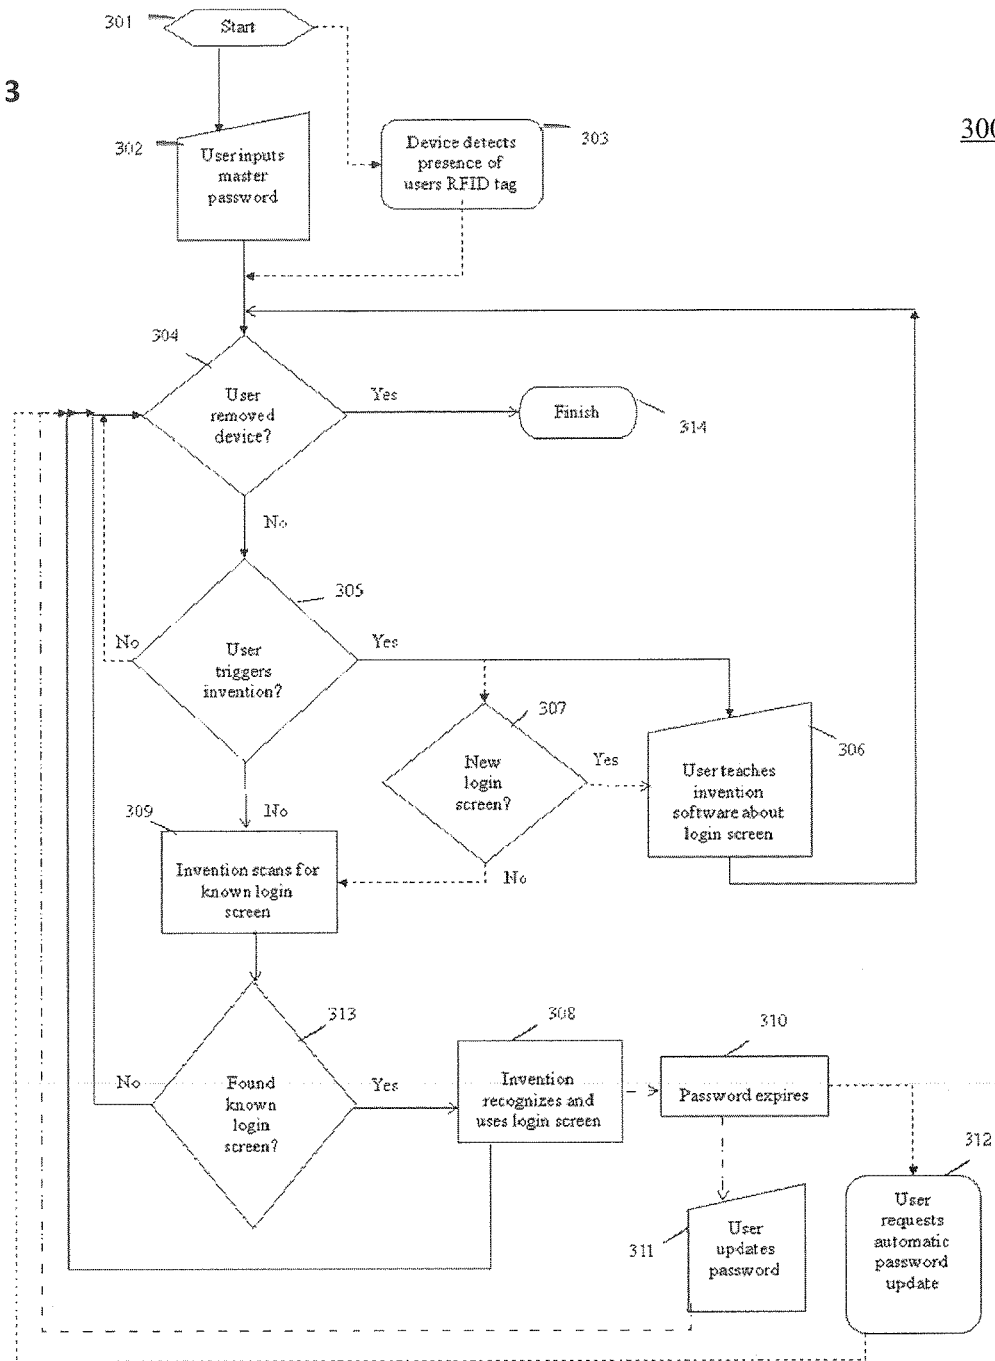 301
Start
3
300
302
User inputs
master
password
303
Device detects
presence of
users RFID tag
304
User
removed
device?
Yes
Finish
314
No
305
No
User
triggers
invention?
Yes
307
New
login
screen?
Yes
306
User teaches
invention
software about
login screen
No
309
No
Invention scans for
known login
screen
313
No
Found
known
login
screen?
Yes
308
Invention
recognizes and
uses login screen
310
Password expires
312
User
requests
automatic
password
update
311
User
updates
password